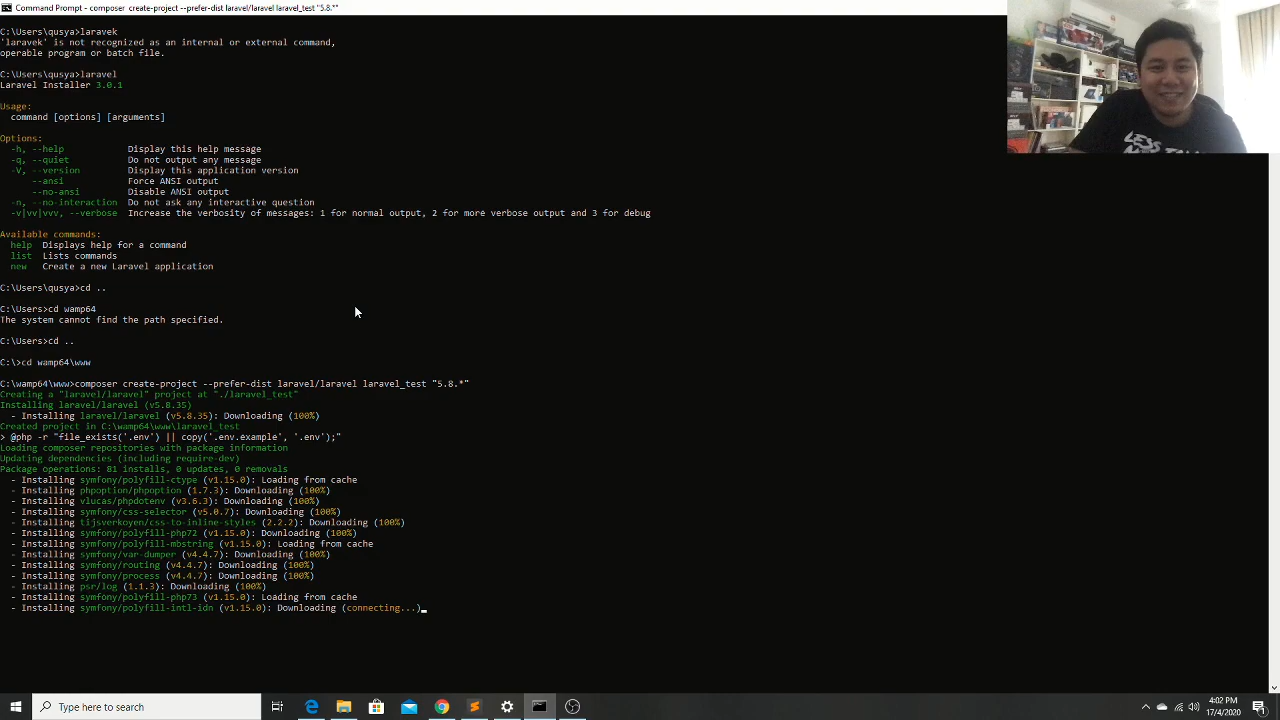 Command Prompt - composer  create-project --prefer-dist laravel/laravel laravel_test "5.8.*"
C:\Users\qusya>laravek
'laravek' is not recognized as an internal or external command,
operable program or batch file.
C:\Users\qusya>laravel
Laravel Installer 3.0.1
Usage:
command [options] [arguments]
Options:
-h, --help Display this help message
-q, --quiet Do not output any message
-V, --version Display this application version
--ansi Force ANSI output
--no-ansi Disable ANSI output
-n, --no-interaction Do not ask any interactive question
-v|vv|vvv, --verbose Increase the verbosity of messages: 1 for normal output, 2 for more verbose output and 3 for debug
Available commands:
help Displays help for a command
list Lists commands
new Create a new Laravel application
C:\Users\qusya>cd ..
C:\Users>cd wamp64
The system cannot find the path specified.
C:\Users>cd ..
C:\>cd wamp64\www
C:\wamp64\www>composer create-project --prefer-dist laravel/laravel laravel_test "5.8.*"
Creating a "laravel/laravel" project at "./laravel_test"
Installing laravel/laravel (v5.8.35)
- Installing laravel/laravel (v5.8.35): Downloading (100%)
Created project in C:\wamp64\www\laravel_test
> @php -r "file_exists('.env') || copy('.env.example', '.env');"
Loading composer repositories with package information
Updating dependencies (including require-dev)
Package operations: 81 installs, 0 updates, 0 removals
- Installing symfony/polyfill-ctype (v1.15.0): Loading from cache
- Installing phpoption/phpoption (1.7.3): Downloading (100%)
- Installing vlucas/phpdotenv (v3.6.3): Downloading (100%)
- Installing symfony/css-selector (v5.0.7): Downloading (100%)
- Installing tijsverkoyen/css-to-inline-styles (2.2.2): Downloading (100%)
- Installing symfony/polyfill-php72 (v1.15.0): Downloading (100%)
- Installing symfony/polyfill-mbstring (v1.15.0): Loading from cache
- Installing symfony/var-dumper (v4.4.7): Downloading (100%)
- Installing symfony/routing (v4.4.7): Downloading (100%)
- Installing symfony/process (v4.4.7): Downloading (100%)
- Installing psr/log (1.1.3): Downloading (100%)
- Installing symfony/polyfill-php73 (v1.15.0): Loading from cache
- Installing symfony/polyfill-intl-idn (v1.15.0): Downloading (connecting...)
LESS
Type here to search
4:02 PM
17/4/2020